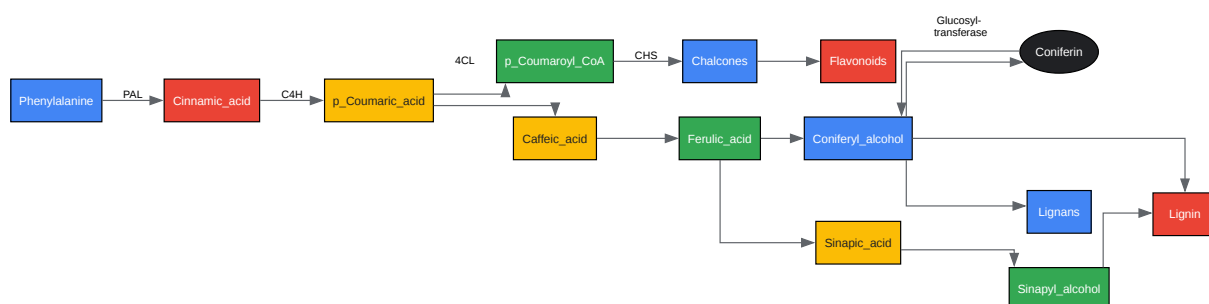 Glucosyl-
transferase
Coniferin
4CL
p_Coumaroyl_CoA
CHS
Chalcones
Flavonoids
Phenylalanine
PAL
Cinnamic_acid
C4H
p_Coumaric_acid
Caffeic_acid
Ferulic_acid
Coniferyl_alcohol
Lignans
Lignin
Sinapic_acid
Sinapyl_alcohol